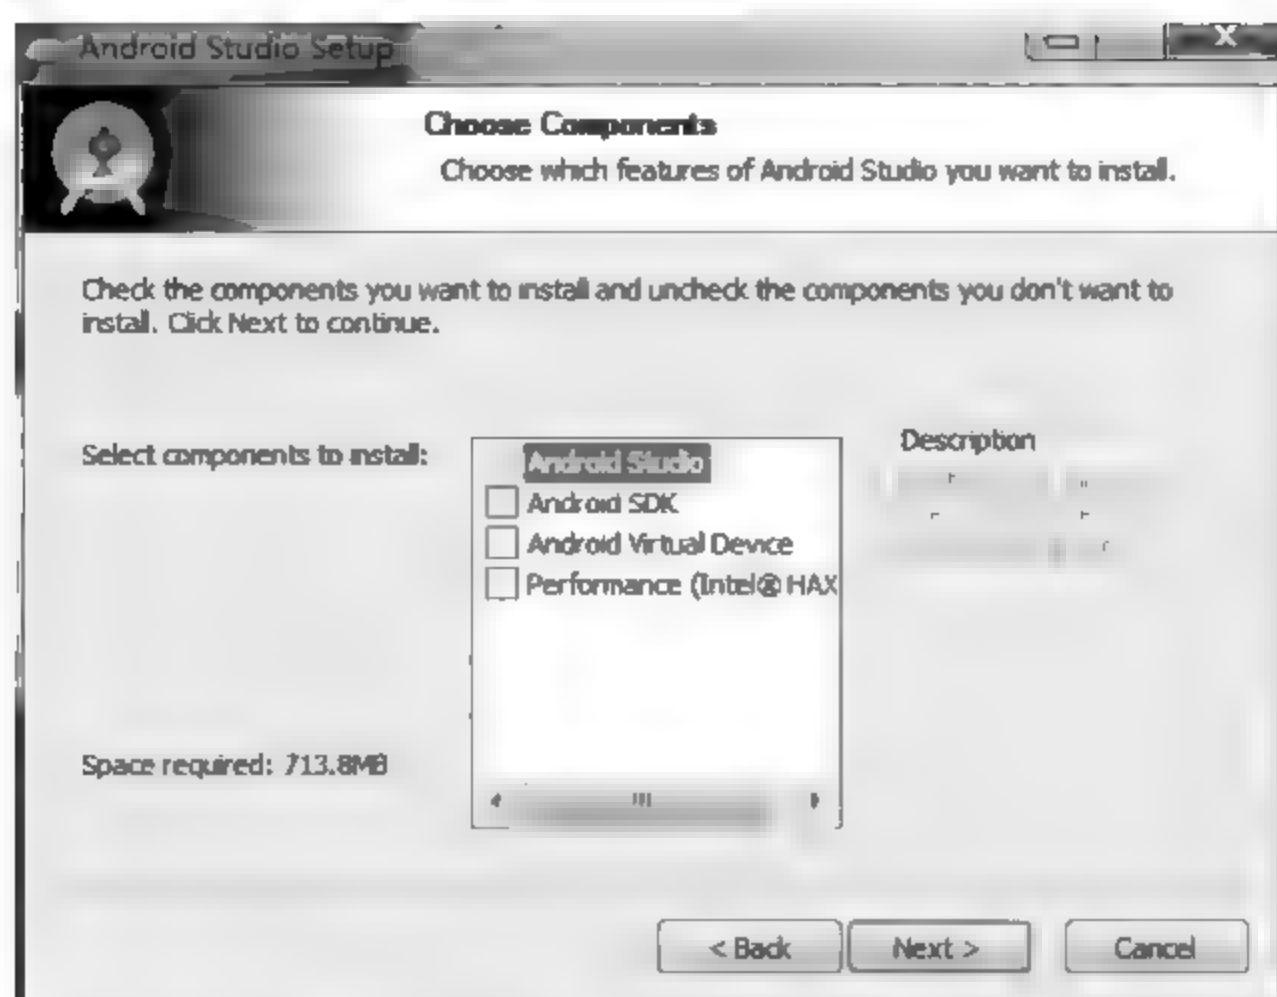 Android Studio Setup
Choose Components
Choose which features of Android Studio you want to install.
Check the components you want to install and uncheck the components you don't want to
install. Click Next to continue.
Select components to install:
Android Studio
Android SDK
Android Virtual Device
Performance (Intel® HAX
Description
Space required: 713.8MB
< Back
Next >
Cancel